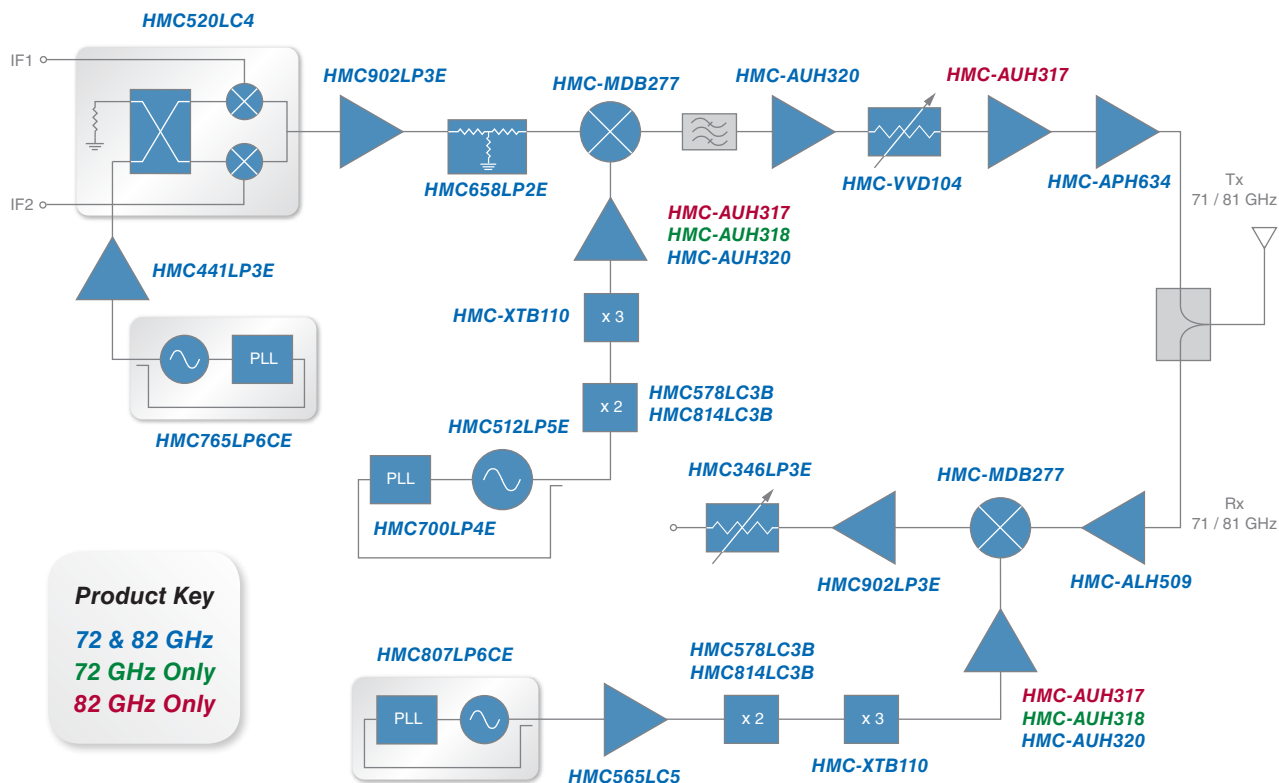 HMC520LC4
IF1
IF2
HMC902LP3E
HMC658LP2E
HMC-MDB277
HMC-AUH320
HMC-VVD104
HMC-AUH317
HMC-APH634
Tx
71 / 81 GHz
HMC441LP3E
PLL
HMC765LP6CE
HMC-AUH317
HMC-AUH318
HMC-AUH320
HMC-XTB110
x 3
x 2
HMC578LC3B
HMC814LC3B
HMC512LP5E
PLL
HMC700LP4E
HMC346LP3E
HMC902LP3E
HMC-MDB277
HMC-ALH509
Rx
71 / 81 GHz
Product Key
72 & 82 GHz
72 GHz Only
82 GHz Only
HMC807LP6CE
PLL
HMC565LC5
HMC578LC3B
HMC814LC3B
x 2
x 3
HMC-XTB110
HMC-AUH317
HMC-AUH318
HMC-AUH320